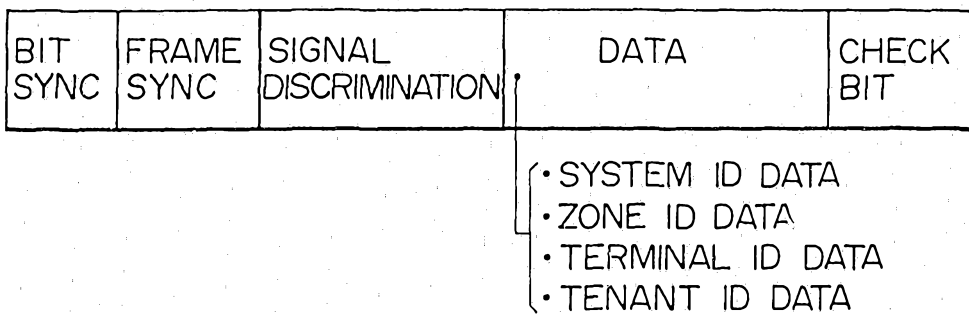 BIT SYNC
FRAME SYNC
SIGNAL DISCRIMINATION
DATA
CHECK BIT
• SYSTEM ID DATA
• ZONE ID DATA
• TERMINAL ID DATA
• TENANT ID DATA